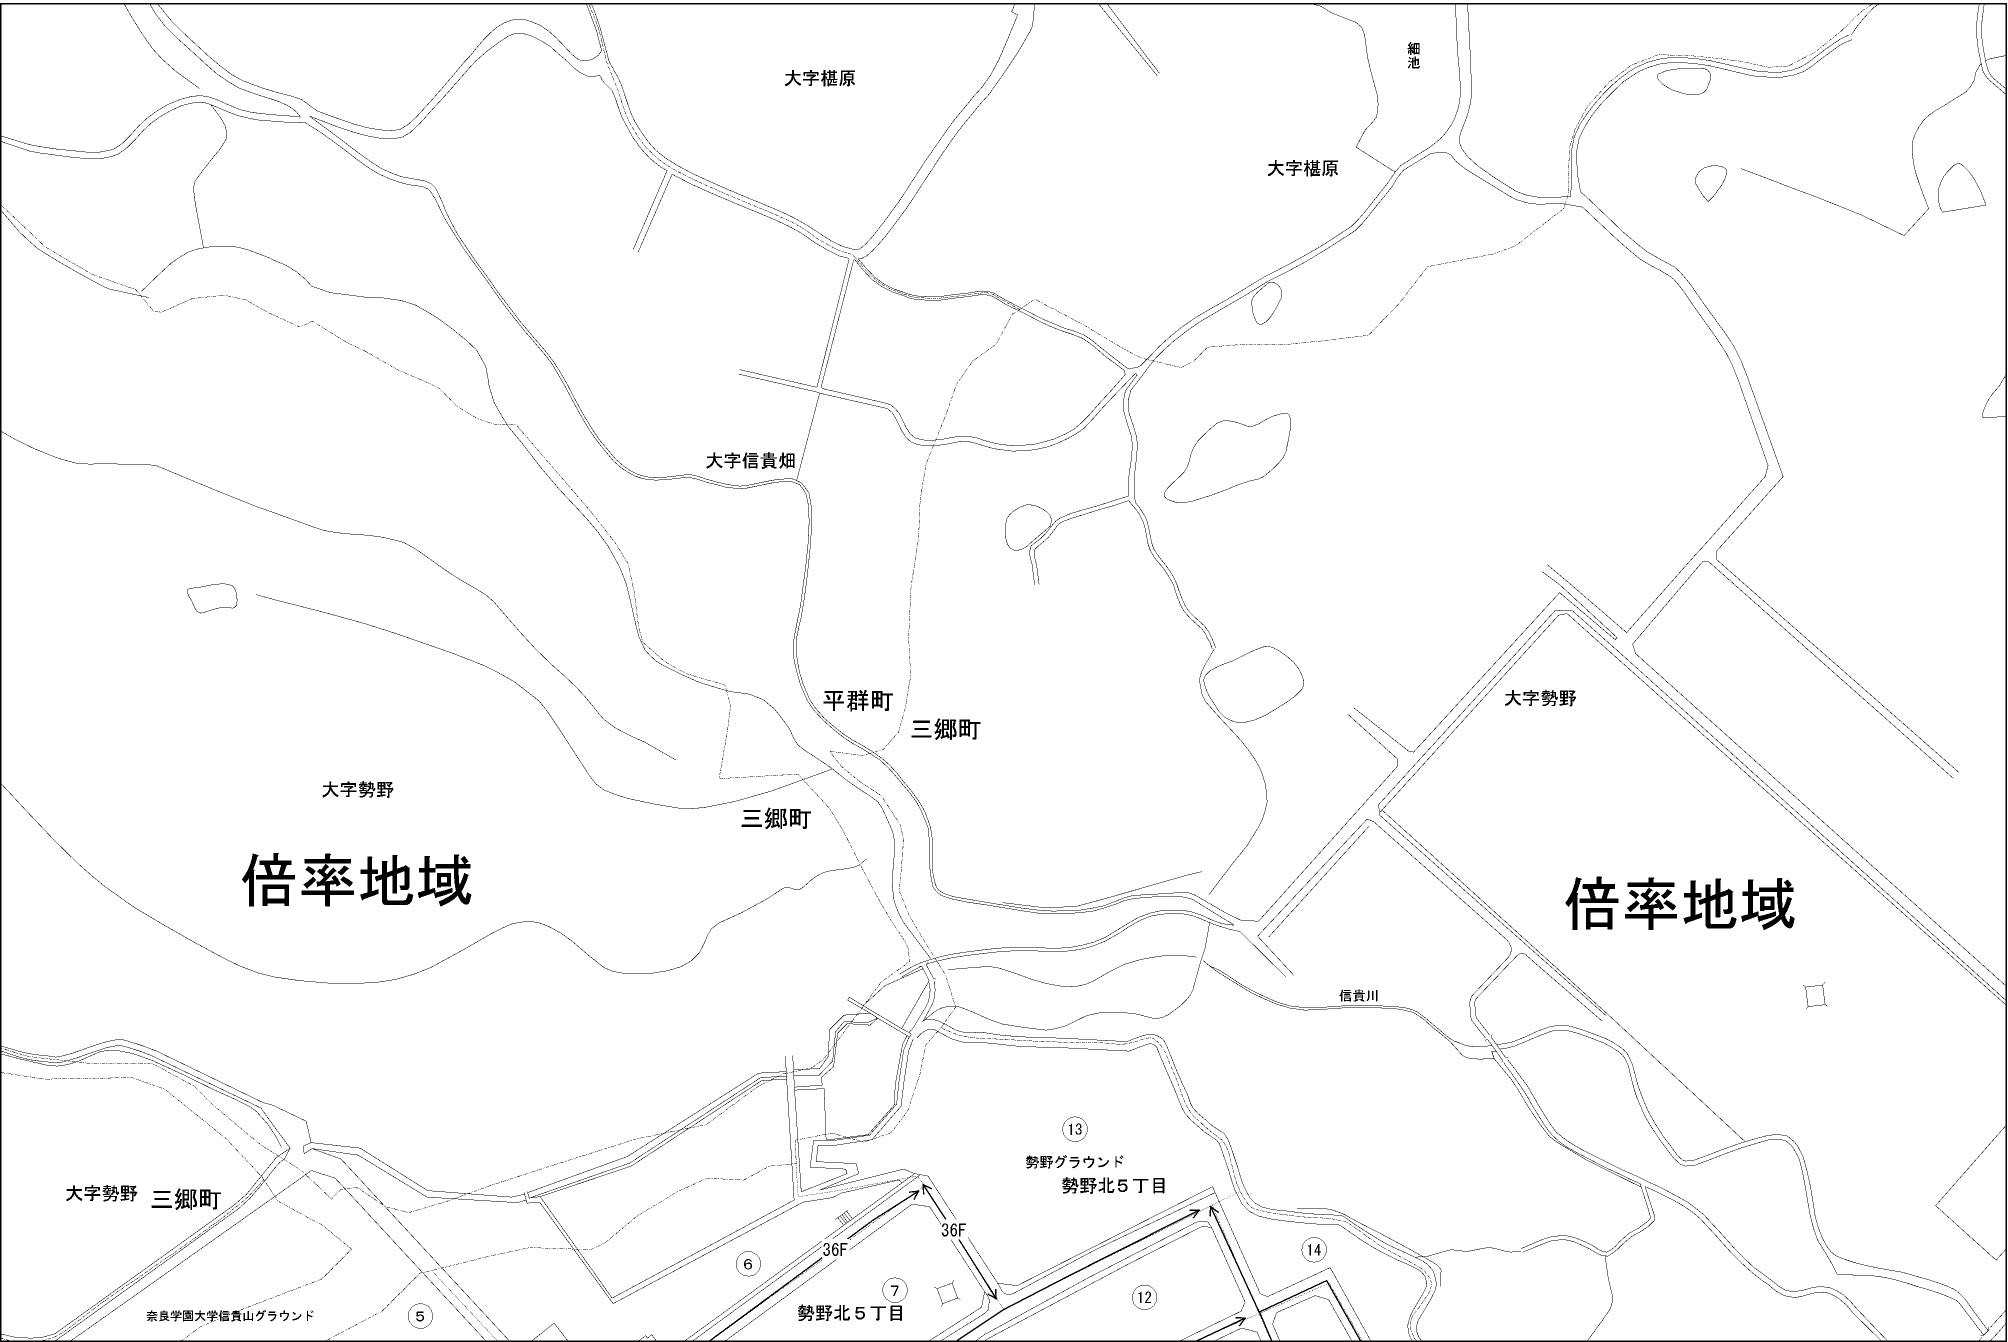 細池
大字椹原
大字椹原
大字信貴畑
平群町
三郷町
大字勢野
大字勢野
三郷町
倍率地域
倍率地域
信貴川
⑬
勢野グラウンド
勢野北5丁目
大字勢野
三郷町
36F
36F
⑭
⑥
⑦
⑫
勢野北5丁目
奈良学園大学信貴山グラウンド
⑤